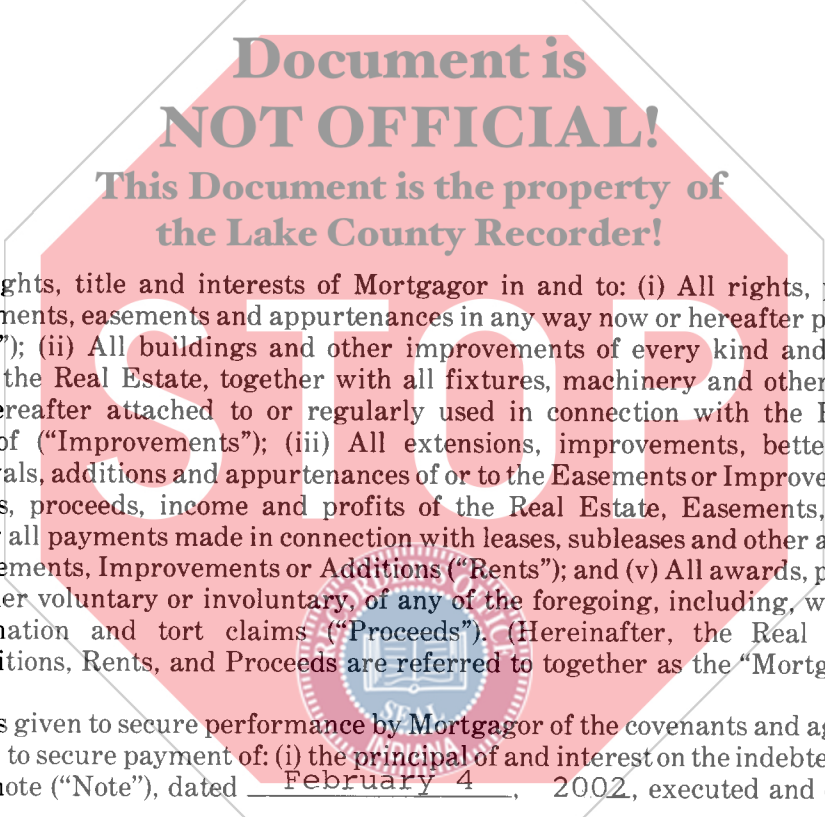 Document is
NOT OFFICIAL!
This Document is the property of
the Lake County Recorder!
ghts, title and interests of Mortgagor in and to: (i) All rights,
ments, easements and appurtenances in any way now or hereafter p
”); (ii) All buildings and other improvements of every kind and
the Real Estate, together with all fixtures, machinery and other
ereafter attached to or regularly used in connection with the
of (“Improvements”); (iii) All extensions, improvements, bette
vals, additions and appurtenances of or to the Easements or Improve
s, proceeds, income and profits of the Real Estate, Easements,
all payments made in connection with leases, subleases and other a
ements, Improvements or Additions (“Rents”); and (v) All awards, p
er voluntary or involuntary, of any of the foregoing, including, w
nation and tort claims (“Proceeds”). (Hereinafter, the Real
itions, Rents, and Proceeds are referred to together as the “Mortg
s given to secure performance by Mortgagor of the covenants and ag
to secure payment of: (i) the principal of and interest on the indebte
note (“Note”), dated February 4, 2002, executed and
STOP
SEAL
INDIANA